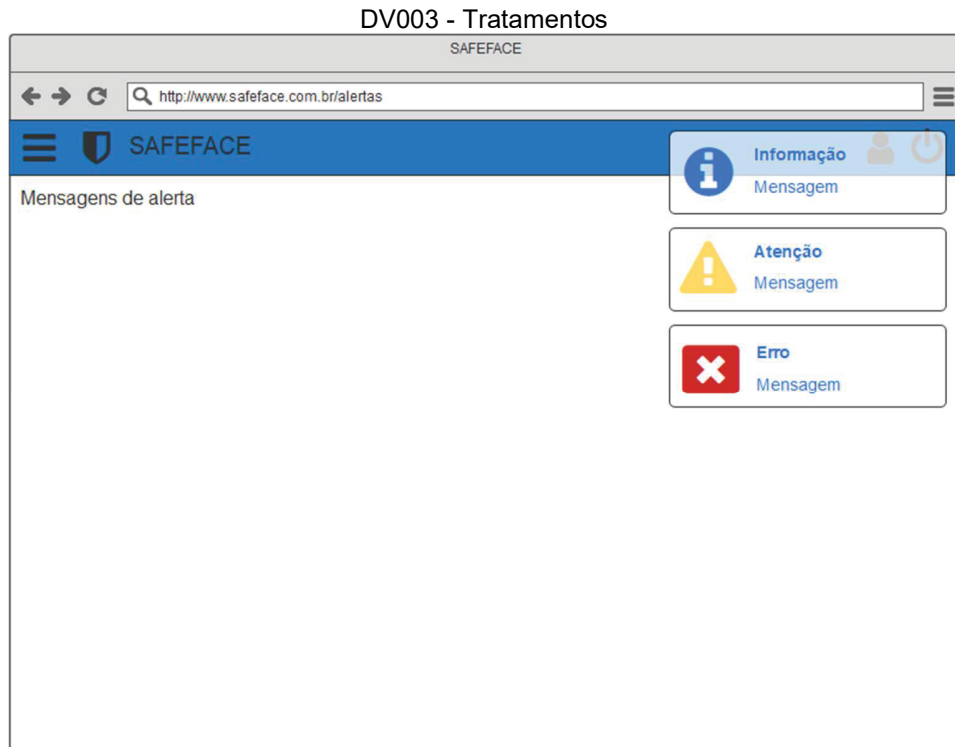 DV003 - Tratamentos
SAFEFACE
http://www.safeface.com.br/alertas
SAFEFACE
Mensagens de alerta
Informação
Mensagem
Atenção
Mensagem
Erro
Mensagem